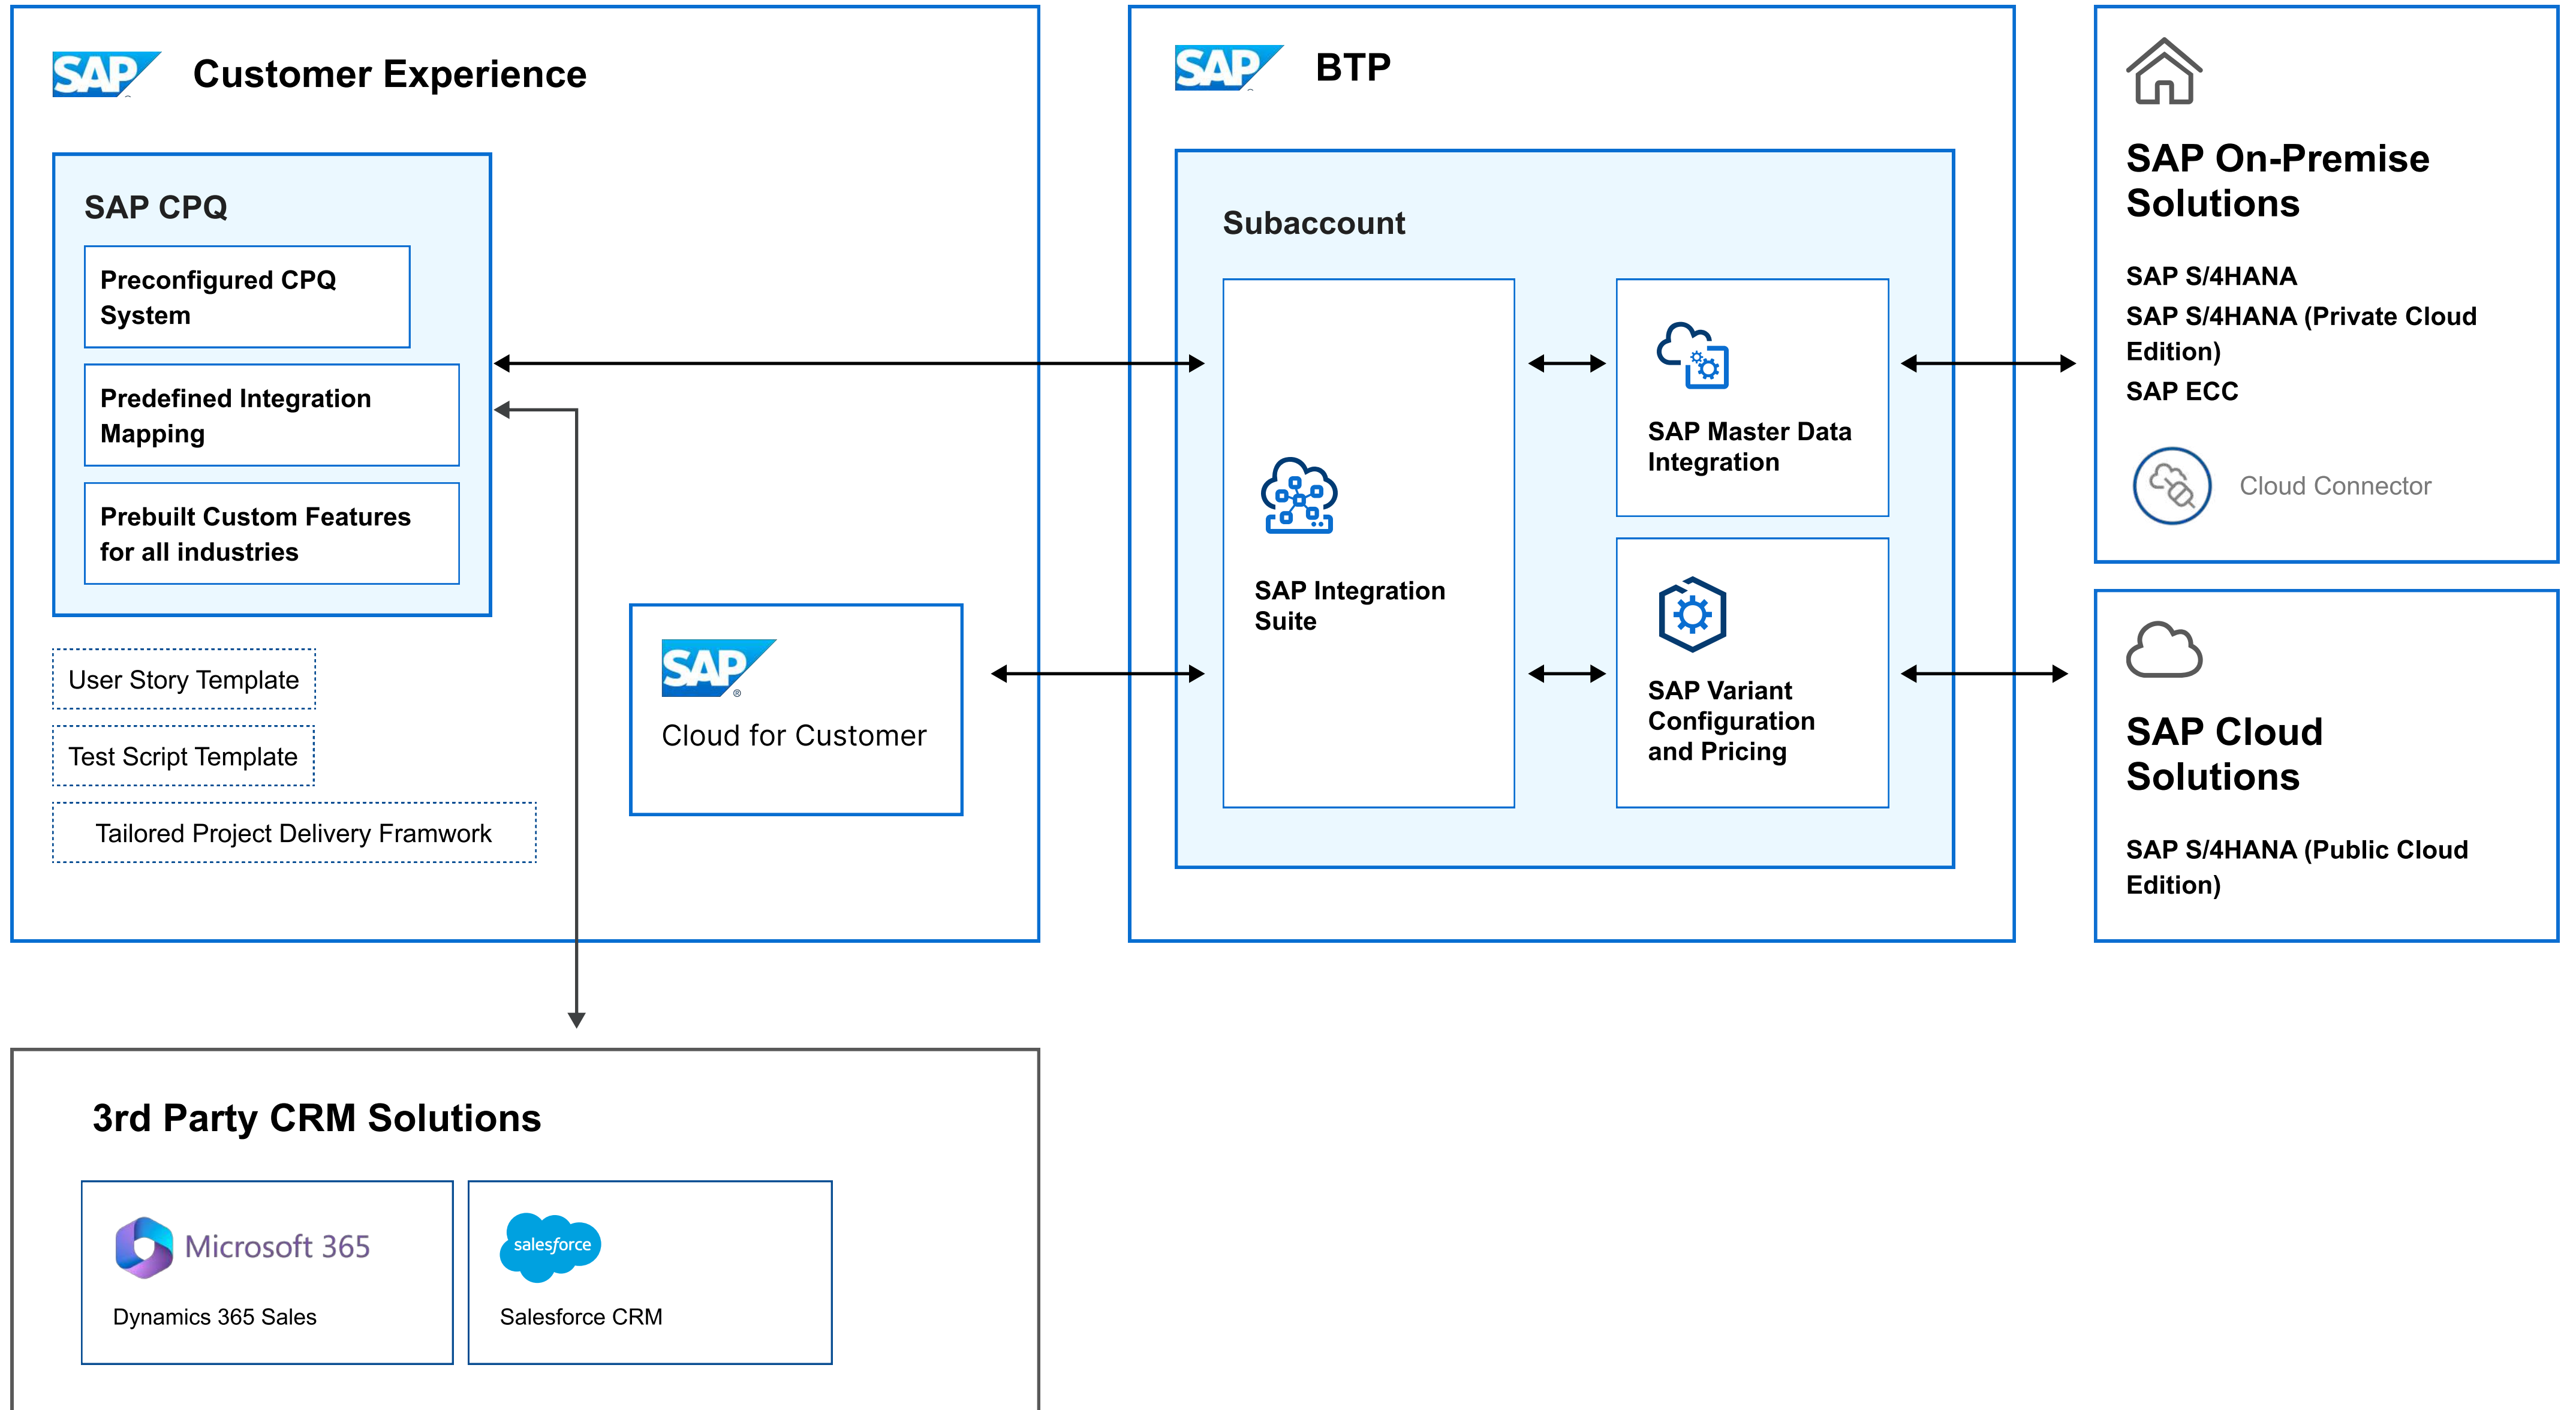 SAP Customer Experience
SAP CPQ
Preconfigured CPQ
System
Predefined Integration
Mapping
Prebuilt Custom Features
for all industries
User Story Template
Test Script Template
Tailored Project Delivery Framwork
SAP®
Cloud for Customer
SAP BTP
Subaccount
SAP Integration
Suite
SAP Master Data
Integration
SAP Variant
Configuration
and Pricing
SAP On-Premise
Solutions
SAP S/4HANA
SAP S/4HANA (Private Cloud
Edition)
SAP ECC
Cloud Connector
SAP Cloud
Solutions
SAP S/4HANA (Public Cloud
Edition)
3rd Party CRM Solutions
Microsoft 365
Dynamics 365 Sales
salesforce
Salesforce CRM